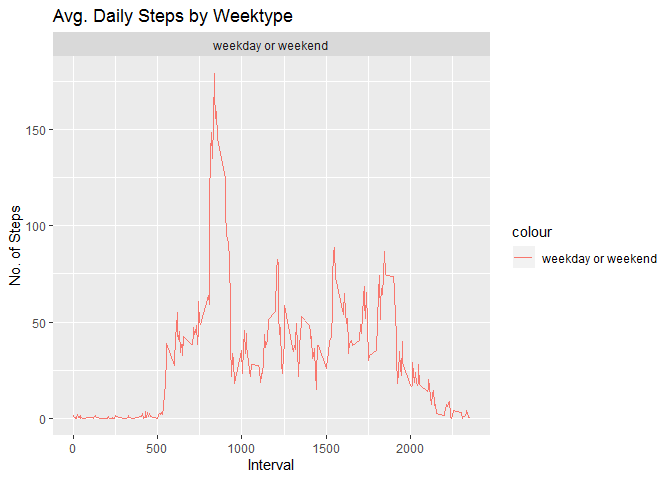 Avg. Daily Steps by Weektype
weekday or weekend
150
100
50
0
No. of Steps
0 500 1000 1500 2000
Interval
colour
weekday or weekend